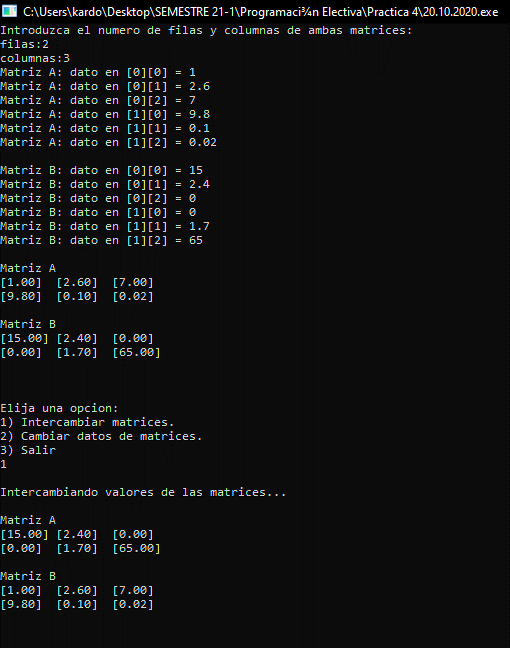 C:\Users\kardo\Desktop\SEMESTRE 21-1\Programaci¾n Electiva\Practica 4\20.10.2020.exe
Introduzca el numero de filas y columnas de ambas matrices:
filas:2
columnas:3
Matriz A: dato en [0][0] = 1
Matriz A: dato en [0][1] = 2.6
Matriz A: dato en [0][2] = 7
Matriz A: dato en [1][0] = 9.8
Matriz A: dato en [1][1] = 0.1
Matriz A: dato en [1][2] = 0.02
Matriz B: dato en [0][0] = 15
Matriz B: dato en [0][1] = 2.4
Matriz B: dato en [0][2] = 0
Matriz B: dato en [1][0] = 0
Matriz B: dato en [1][1] = 1.7
Matriz B: dato en [1][2] = 65
Matriz A
[1.00] [2.60] [7.00]
[9.80] [0.10] [0.02]
Matriz B
[15.00] [2.40] [0.00]
[0.00] [1.70] [65.00]
Elija una opcion:
1) Intercambiar matrices.
2) Cambiar datos de matrices.
3) Salir
1
Intercambiando valores de las matrices...
Matriz A
[15.00] [2.40] [0.00]
[0.00] [1.70] [65.00]
Matriz B
[1.00] [2.60] [7.00]
[9.80] [0.10] [0.02]